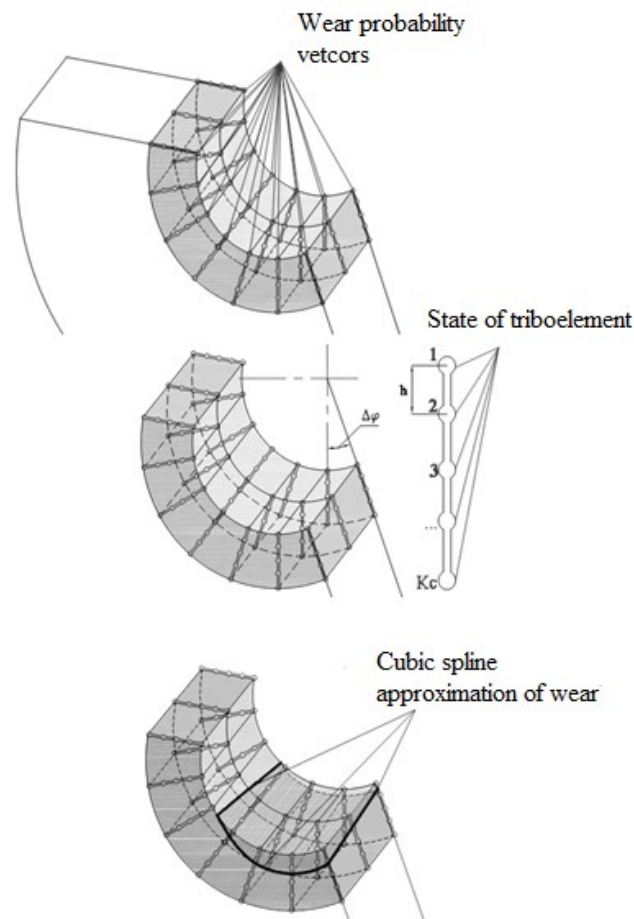 Wear probability
vetcors
State of triboelement
1
h
2
Δφ
3
...
Kc
Cubic spline
approximation of wear